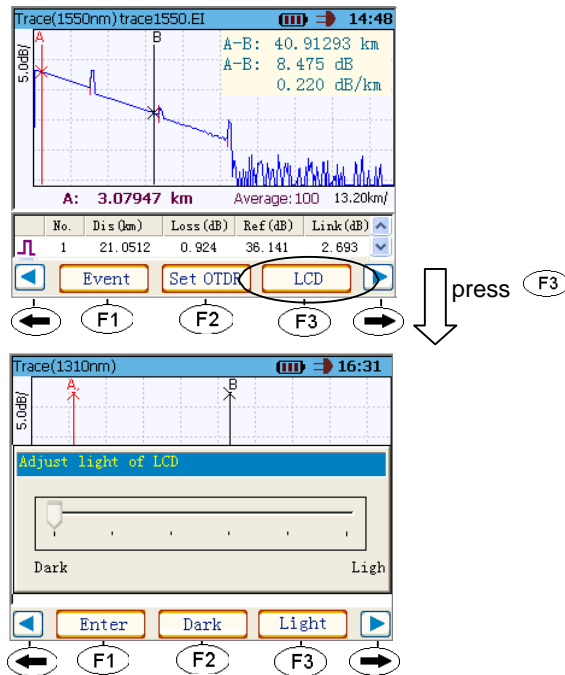 Trace(1550nm) trace1550.EI 14:48
A B
A-B: 40.91293 km
A-B: 8.475 dB
0.220 dB/km
5.0dB/
A: 3.07947 km Average:100 13.20km/
No. Dis(km) Loss(dB) Ref(dB) Link(dB)
1 21.0512 0.924 36.141 2.693
Event Set OTDR LCD
F1 F2 F3
press F3
Trace(1310nm) 16:31
A B
5.0dB/
Adjust light of LCD
Dark Ligh
Enter Dark Light
F1 F2 F3